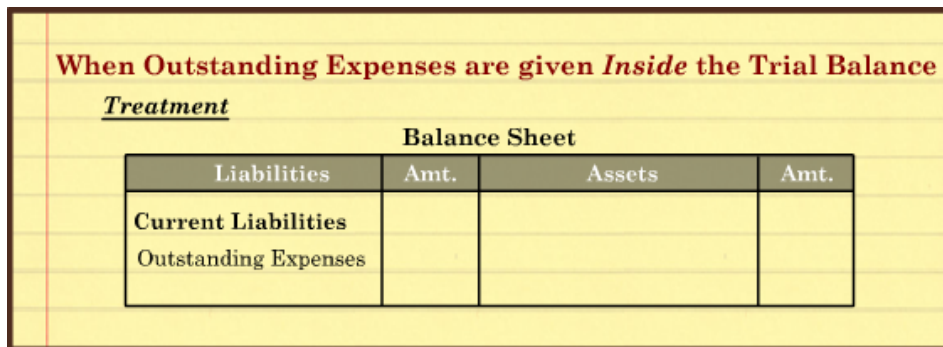 When Outstanding Expenses are given Inside the Trial Balance
Treatment
Balance Sheet
Liabilities Amt. Assets Amt.
Current Liabilities
Outstanding Expenses